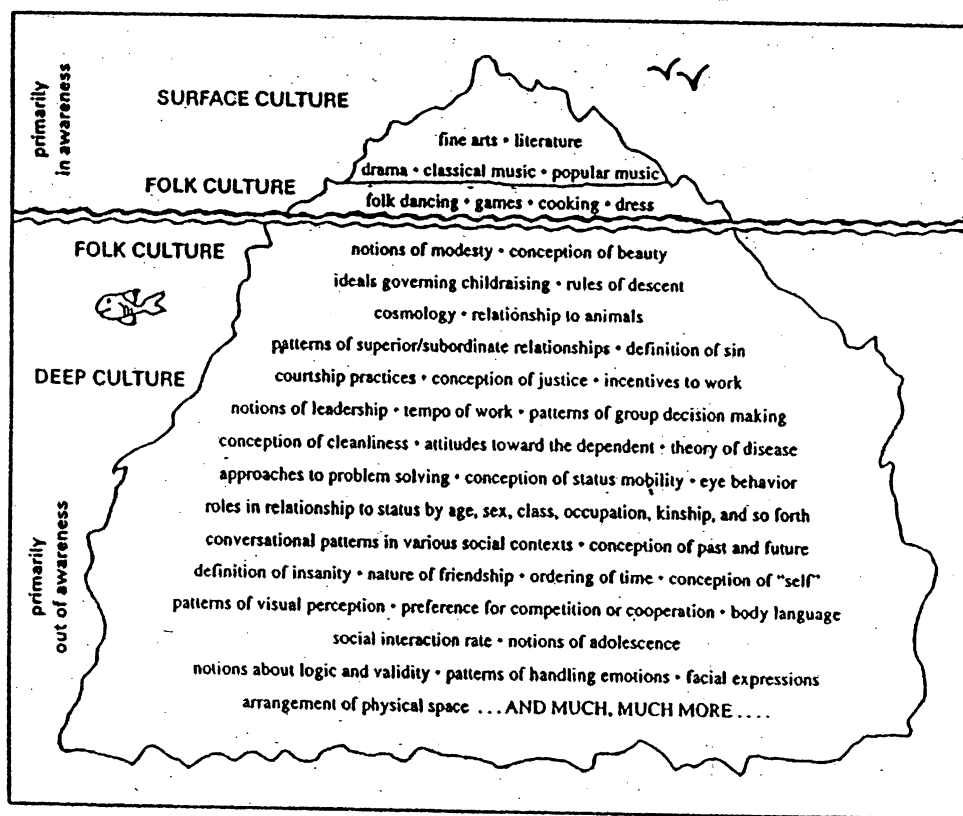 primarily
in awareness
SURFACE CULTURE
fine arts • literature
drama • classical music • popular music
FOLK CULTURE
folk dancing • games • cooking • dress
FOLK CULTURE
notions of modesty • conception of beauty
ideals governing childraising • rules of descent
cosmology • relationship to animals
patterns of superior/subordinate relationships • definition of sin
DEEP CULTURE
courtship practices • conception of justice • incentives to work
notions of leadership • tempo of work • patterns of group decision making
conception of cleanliness • attitudes toward the dependent • theory of disease
approaches to problem solving • conception of status mobility • eye behavior
roles in relationship to status by age, sex, class, occupation, kinship, and so forth
conversational patterns in various social contexts • conception of past and future
definition of insanity • nature of friendship • ordering of time • conception of "self"
patterns of visual perception • preference for competition or cooperation • body language
social interaction rate • notions of adolescence
notions about logic and validity • patterns of handling emotions • facial expressions
arrangement of physical space ...AND MUCH, MUCH MORE....
primarily
out of awareness